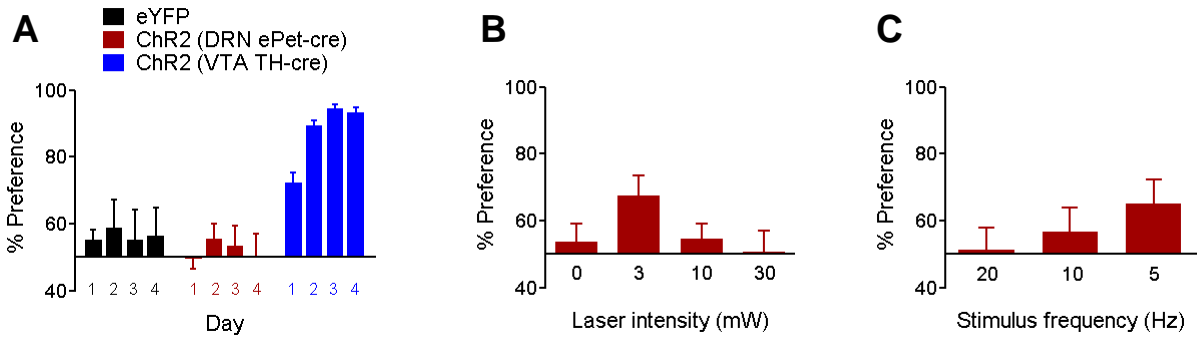 A
eYFP
ChR2 (DRN ePet-cre)
ChR2 (VTA TH-cre)
% Preference
100
80
60
40
1 2 3 4 1 2 3 4 1 2 3 4
Day
B
% Preference
100
80
60
40
0 3 10 30
Laser intensity (mW)
C
% Preference
100
80
60
40
20 10 5
Stimulus frequency (Hz)